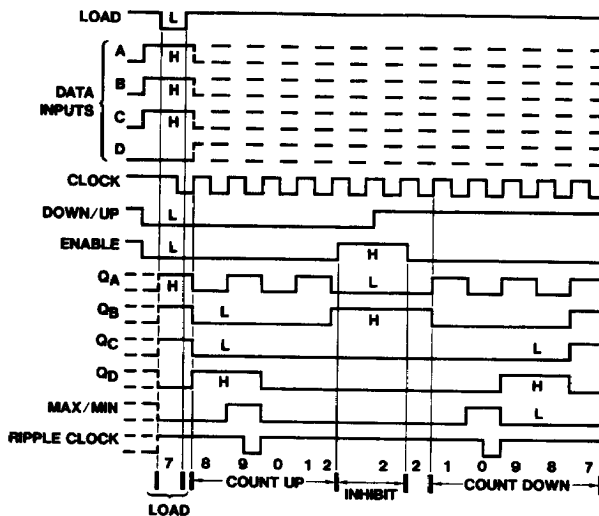 LOAD L
A H
B H
DATA INPUTS
C H
D
CLOCK
DOWN/UP L
ENABLE L H
QA H L
QB L H
QC L L
QD H H
MAX/MIN L
RIPPLE CLOCK
7 8 9 0 1 2 2 2 1 0 9 8 7
COUNT UP INHIBIT COUNT DOWN
LOAD